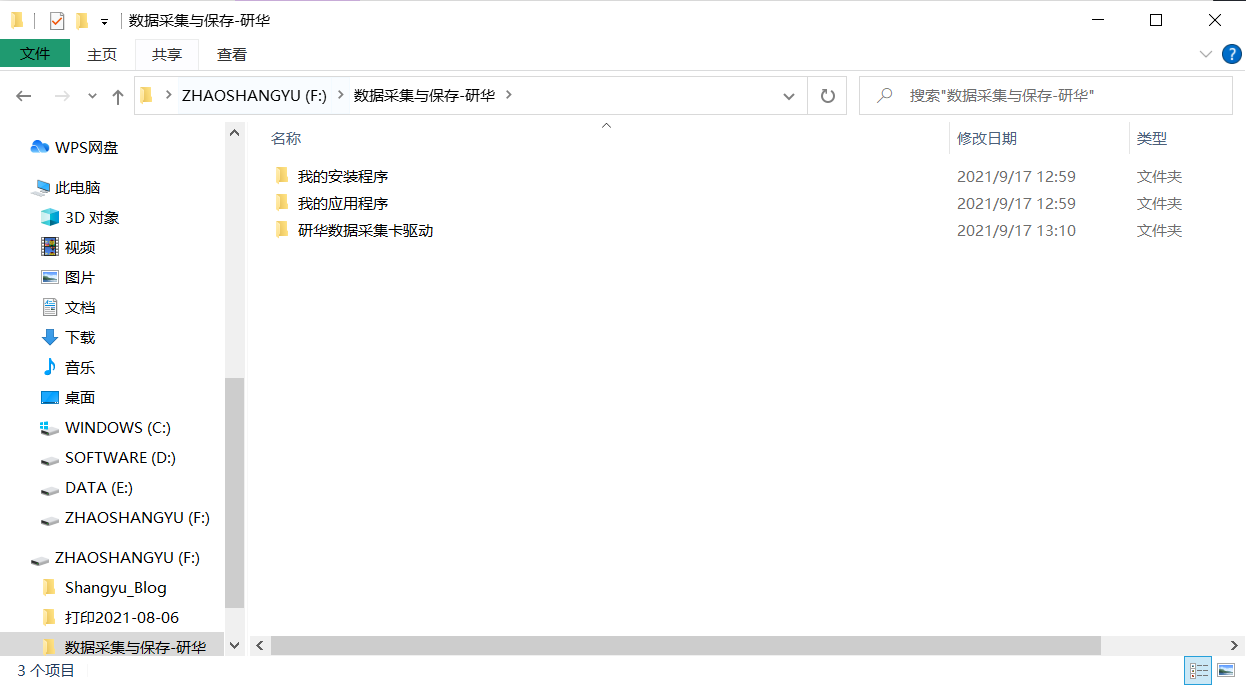 数据采集与保存-研华
文件 主页 共享 查看
ZHAOSHANGYU (F:) 数据采集与保存-研华 搜索"数据采集与保存-研华"
WPS网盘
此电脑
3D 对象
视频
图片
文档
下载
音乐
桌面
WINDOWS (C:)
SOFTWARE (D:)
DATA (E:)
ZHAOSHANGYU (F:)
ZHAOSHANGYU (F:)
Shangyu_Blog
打印2021-08-06
数据采集与保存-研华
名称 修改日期 类型
我的安装程序 2021/9/17 12:59 文件夹
我的应用程序 2021/9/17 12:59 文件夹
研华数据采集卡驱动 2021/9/17 13:10 文件夹
3 个项目